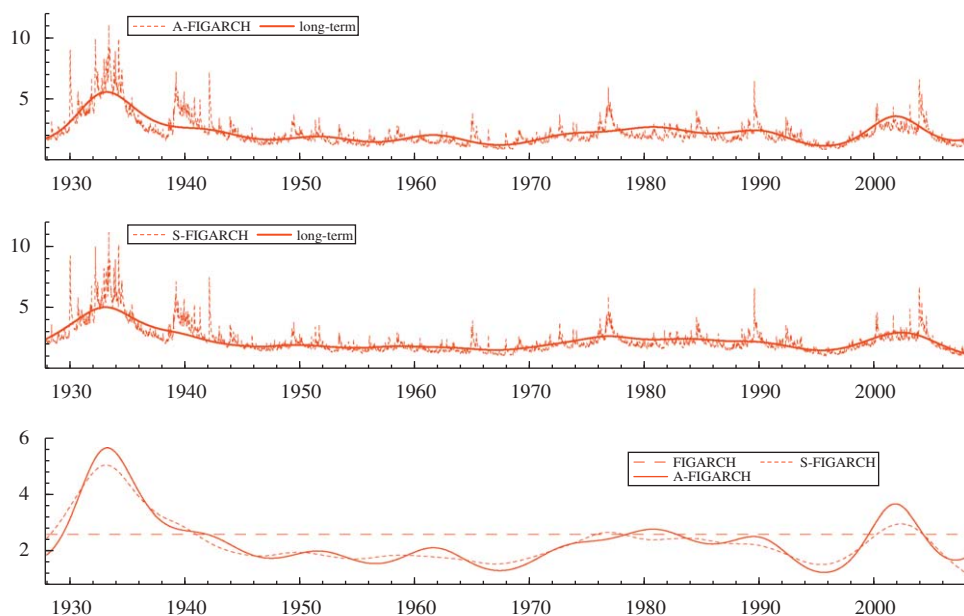 10
5
A-FIGARCH long-term
1930 1940 1950 1960 1970 1980 1990 2000
10
5
S-FIGARCH long-term
1930 1940 1950 1960 1970 1980 1990 2000
6
4
2
FIGARCH S-FIGARCH
A-FIGARCH
1930 1940 1950 1960 1970 1980 1990 2000